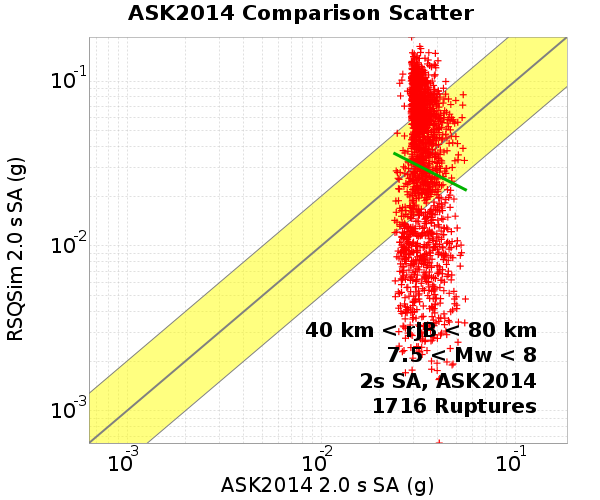 ASK2014 Comparison Scatter
RSQSim 2.0 s SA (g)
10-1
10-2
10-3
40 km < rJB < 80 km
7.5 < Mw < 8
2s SA, ASK2014
1716 Ruptures
10-3 10-2 10-1
ASK2014 2.0 s SA (g)